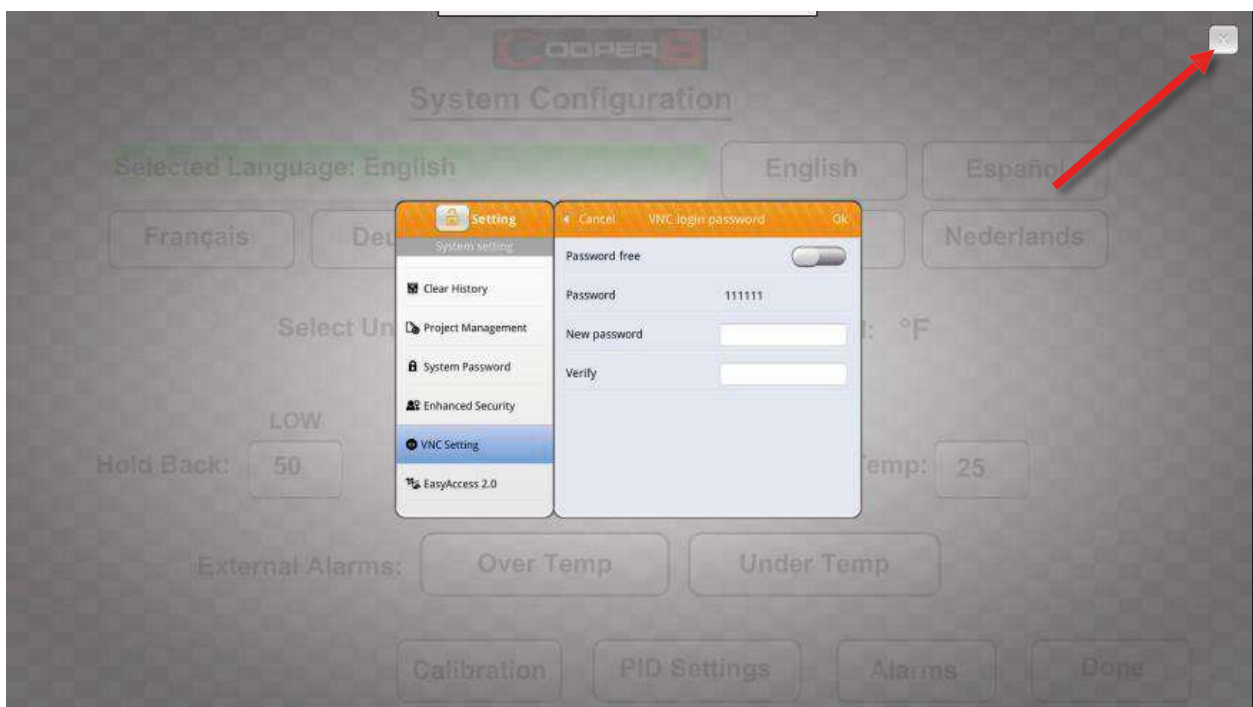 COOPER B
System Configuration
Selected Language: English
English
Español
Français
Deu
Nederlands
Select Un
°F
LOW
Hold Back:
50
emp:
25
External Alarms:
Over Temp
Under Temp
Calibration
PID Settings
Alarms
Done
Setting
System setting
Clear History
Project Management
System Password
Enhanced Security
VNC Setting
EasyAccess 2.0
Cancel
VNC login password
Ok
Password free
Password
111111
New password
Verify